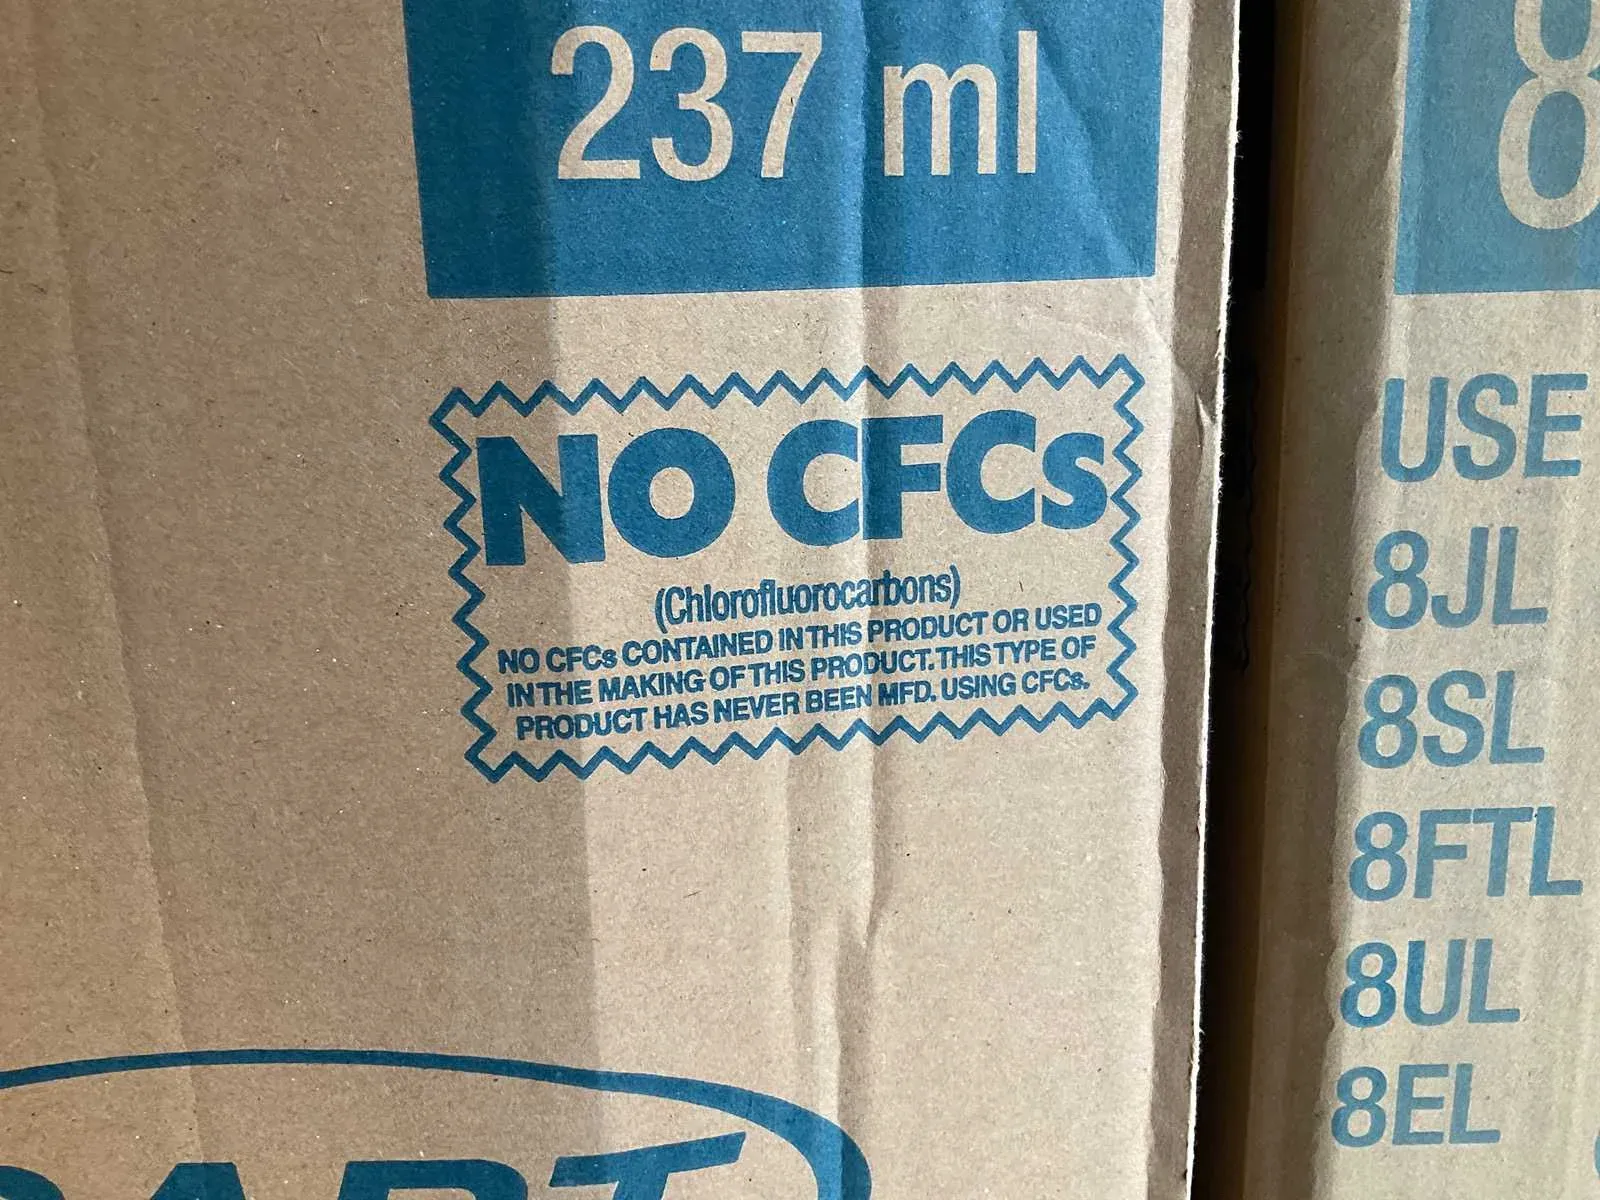 237 ml
NO CFCs
(Chlorofluorocarbons)
NO CFCs CONTAINED IN THIS PRODUCT OR USED
IN THE MAKING OF THIS PRODUCT. THIS TYPE OF
PRODUCT HAS NEVER BEEN MFD. USING CFCs.
USE
8JL
8SL
8FTL
8UL
8EL